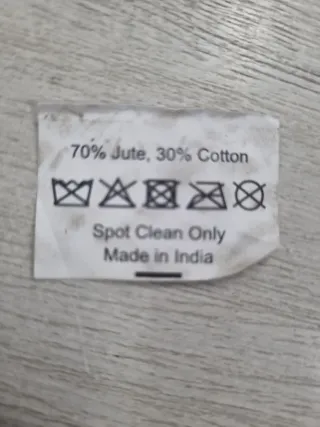 70% Jute, 30% Cotton
Spot Clean Only
Made in India